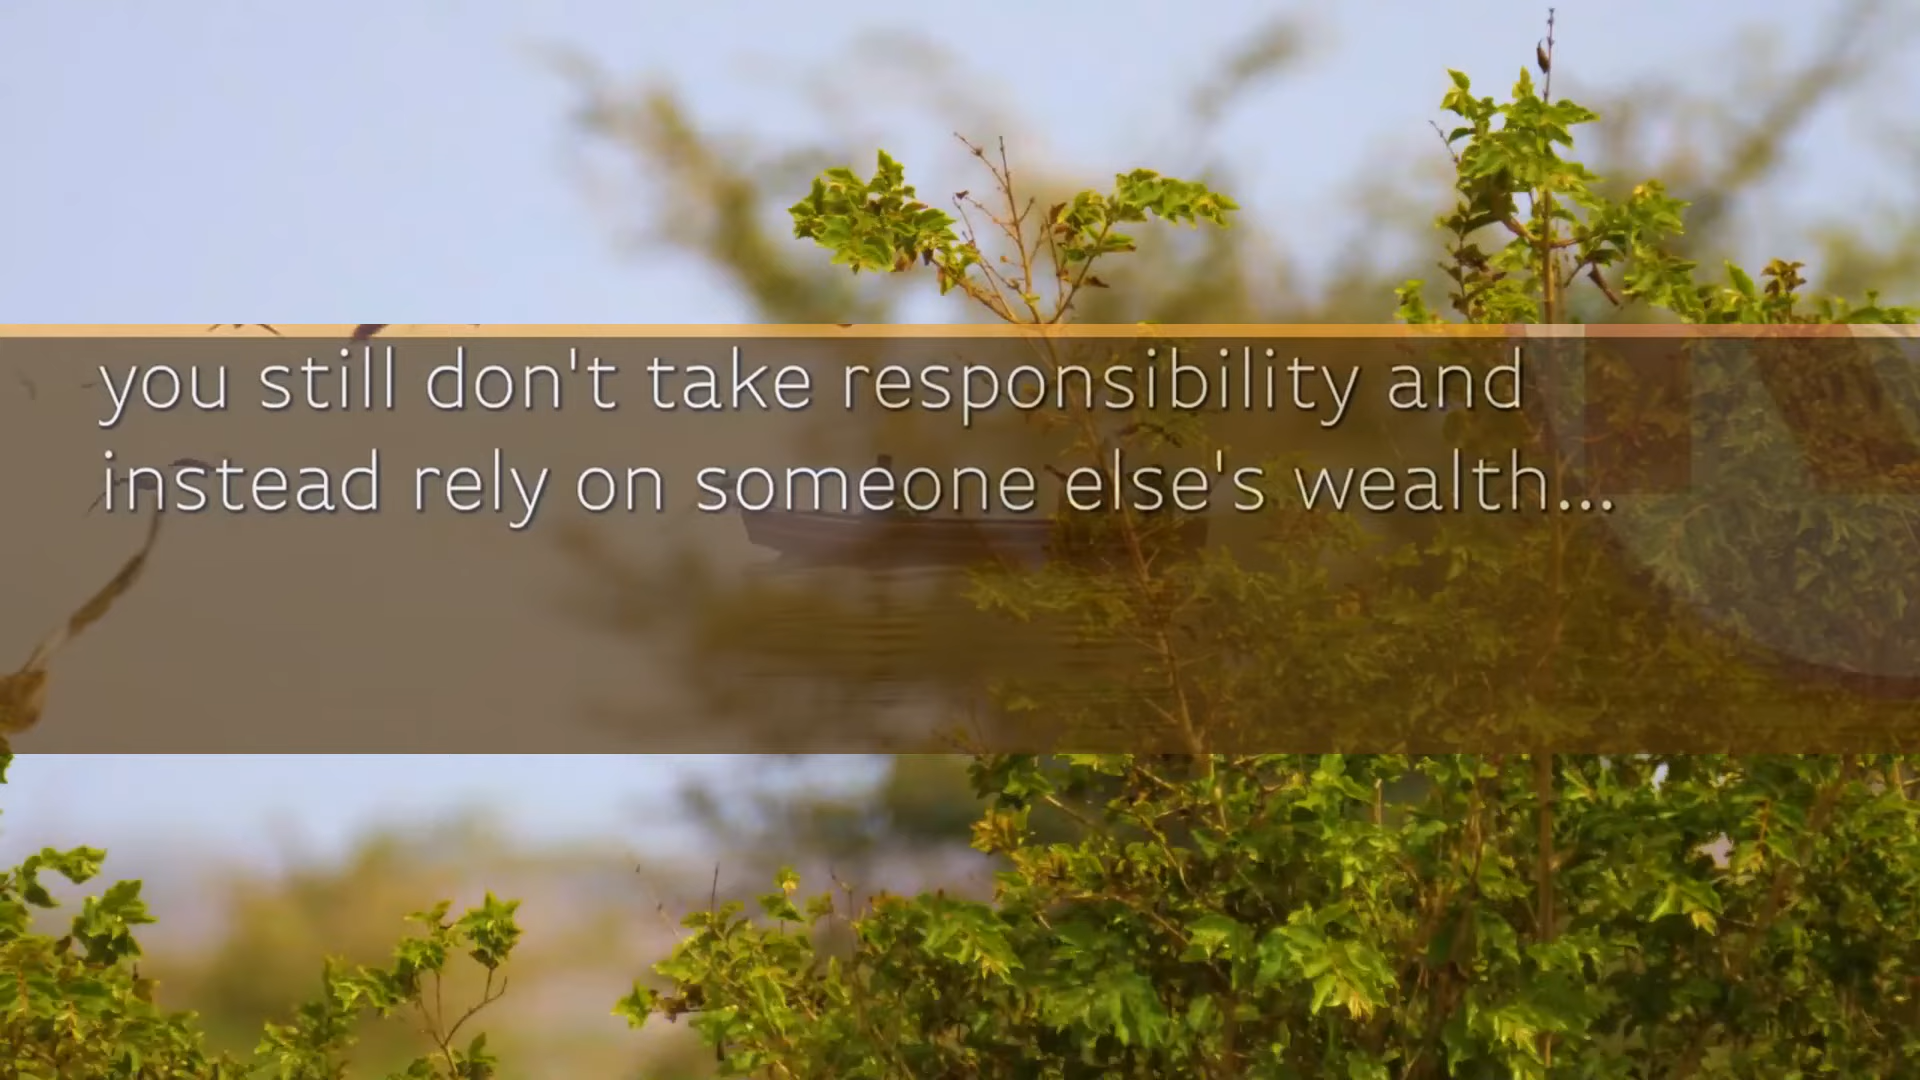 you still don't take responsibility and
instead rely on someone else's wealth...